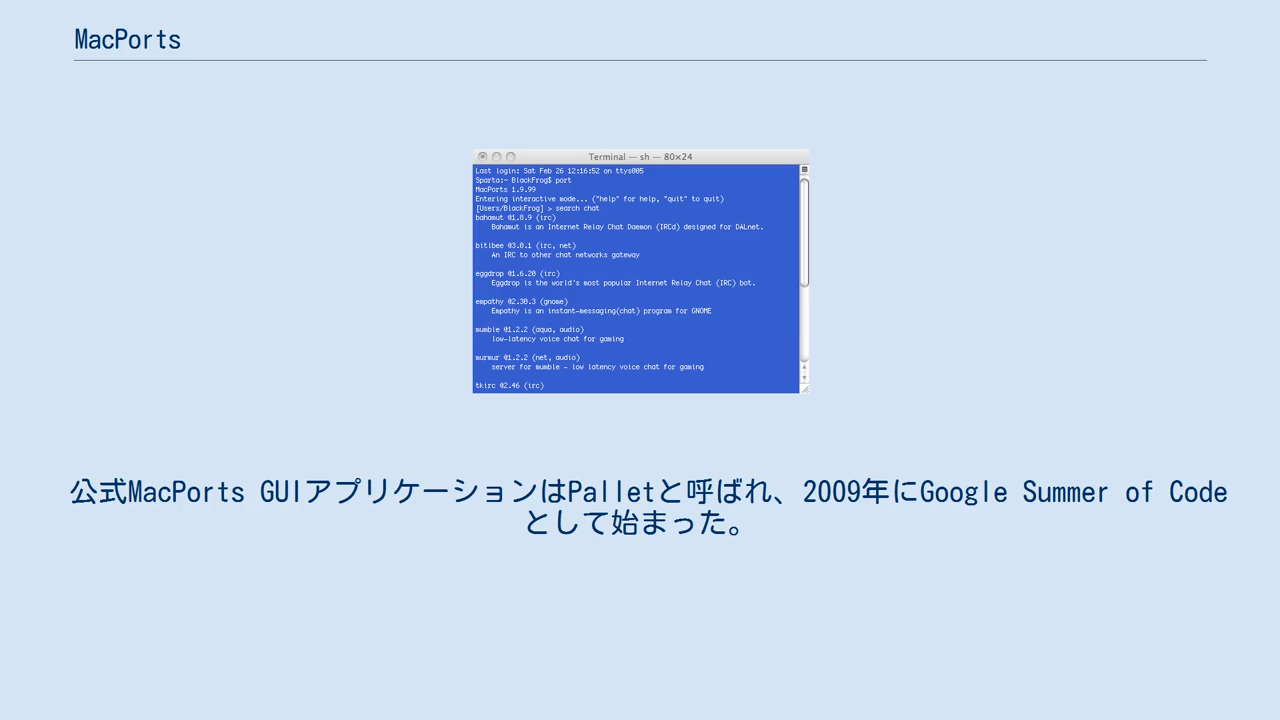 MacPorts
Terminal — sh — 80×24
Last login: Sat Feb 26 12:16:52 on ttys005
Sparta:~ BlackFrog$ port
MacPorts 1.9.99
Entering interactive mode... ("help" for help, "quit" to quit)
[Users/BlackFrog] > search chat
bahamut @1.8.9 (irc)
Bahamut is an Internet Relay Chat Daemon (IRCd) designed for DALnet.
bitlbee @3.0.1 (irc, net)
An IRC to other chat networks gateway
eggdrop @1.6.20 (irc)
Eggdrop is the world's most popular Internet Relay Chat (IRC) bot.
empathy @2.30.3 (gnome)
Empathy is an instant-messaging(chat) program for GNOME
mumble @1.2.2 (aqua, audio)
low-latency voice chat for gaming
murmur @1.2.2 (net, audio)
server for mumble - low latency voice chat for gaming
tkirc @2.46 (irc)
公式MacPorts GUIアプリケーションはPalletと呼ばれ、2009年にGoogle Summer of Code
として始まった。